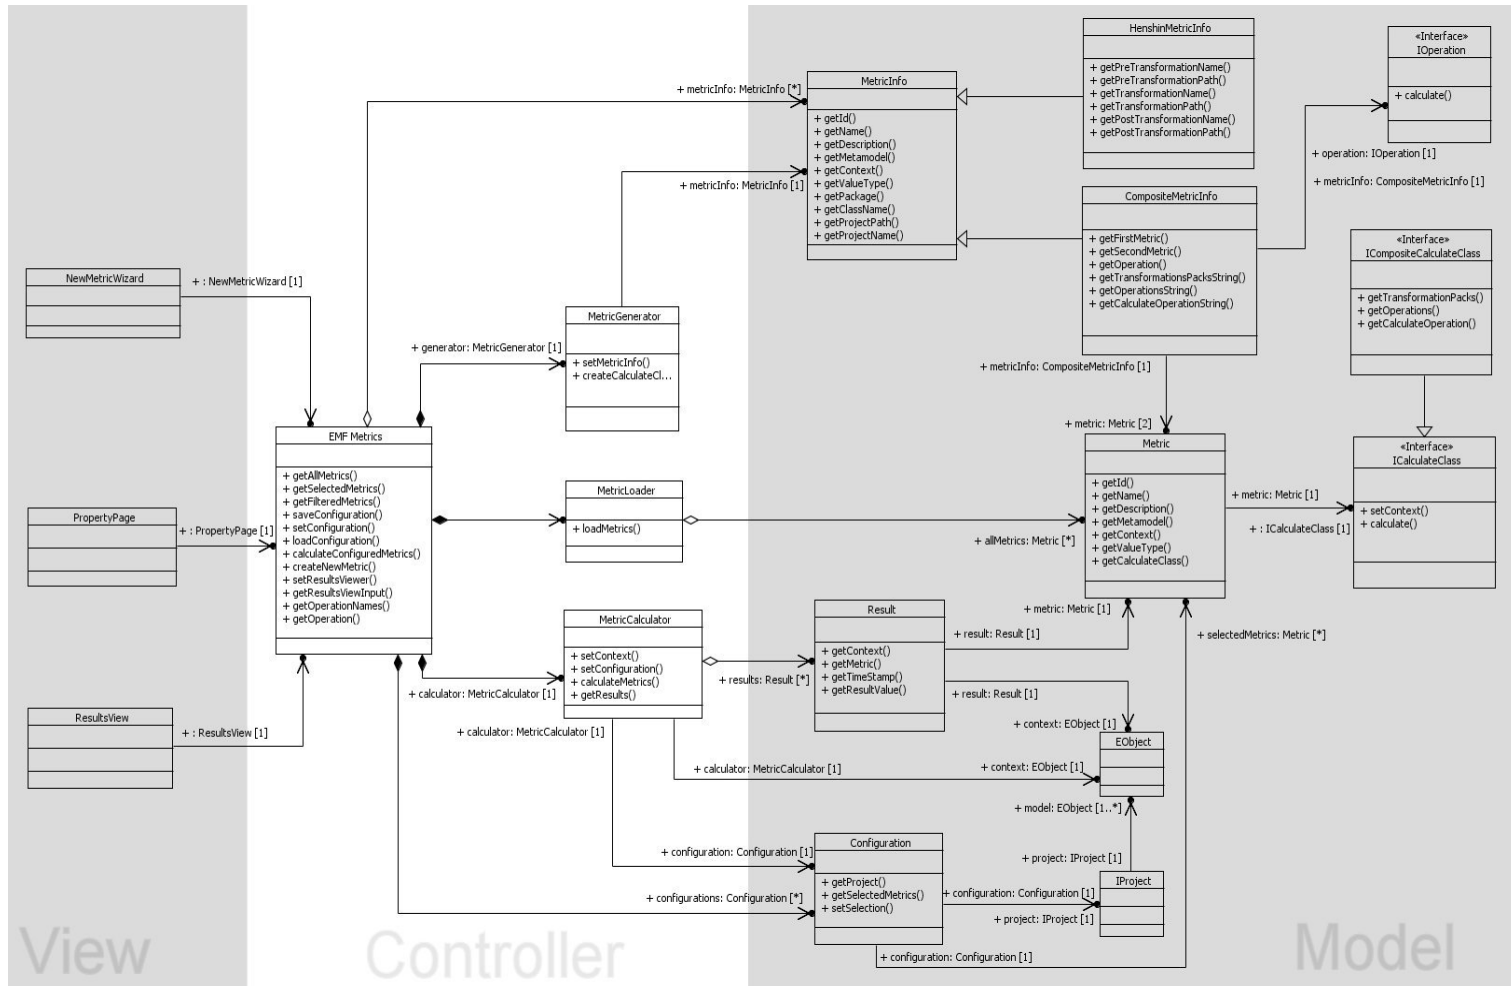 NewMetricWizard
+ : NewMetricWizard [1]
PropertyPage
+ : PropertyPage [1]
ResultsView
+ : ResultsView [1]
View
EMF Metrics
+ getAllMetrics()
+ getSelectedMetrics()
+ getFilteredMetrics()
+ saveConfiguration()
+ setConfiguration()
+ loadConfiguration()
+ calculateConfiguredMetrics()
+ createNewMetric()
+ setResultsViewer()
+ getResultsViewInput()
+ getOperationNames()
+ getOperation()
+ metricInfo: MetricInfo [*]
+ metricInfo: MetricInfo [1]
+ generator: MetricGenerator [1]
MetricGenerator
+ setMetricInfo()
+ createCalculateCl...
MetricLoader
+ loadMetrics()
MetricCalculator
+ setContext()
+ setConfiguration()
+ calculateMetrics()
+ getResults()
+ calculator: MetricCalculator [1]
+ calculator: MetricCalculator [1]
+ calculator: MetricCalculator [1]
+ configuration: Configuration [1]
+ configurations: Configuration [*]
Controller
MetricInfo
+ getId()
+ getName()
+ getDescription()
+ getMetamodel()
+ getContext()
+ getValueType()
+ getPackage()
+ getClassName()
+ getProjectPath()
+ getProjectName()
HenshinMetricInfo
+ getPreTransformationName()
+ getPreTransformationPath()
+ getTransformationName()
+ getTransformationPath()
+ getPostTransformationName()
+ getPostTransformationPath()
«Interface»
IOperation
+ calculate()
+ operation: IOperation [1]
+ metricInfo: CompositeMetricInfo [1]
CompositeMetricInfo
+ getFirstMetric()
+ getSecondMetric()
+ getOperation()
+ getTransformationsPacksString()
+ getOperationsString()
+ getCalculateOperationString()
«Interface»
ICompositeCalculateClass
+ getTransformationPacks()
+ getOperations()
+ getCalculateOperation()
+ metricInfo: CompositeMetricInfo [1]
+ metric: Metric [2]
Metric
+ getId()
+ getName()
+ getDescription()
+ getMetamodel()
+ getContext()
+ getValueType()
+ getCalculateClass()
+ allMetrics: Metric [*]
+ metric: Metric [1]
+ : ICalculateClass [1]
«Interface»
ICalculateClass
+ setContext()
+ calculate()
Result
+ getContext()
+ getMetric()
+ getTimeStamp()
+ getResultValue()
+ results: Result [*]
+ metric: Metric [1]
+ result: Result [1]
+ selectedMetrics: Metric [*]
+ result: Result [1]
+ context: EObject [1]
EObject
+ context: EObject [1]
+ model: EObject [1..*]
+ project: IProject [1]
Configuration
+ getProject()
+ getSelectedMetrics()
+ setSelection()
+ configuration: Configuration [1]
+ project: IProject [1]
IProject
+ configuration: Configuration [1]
Model